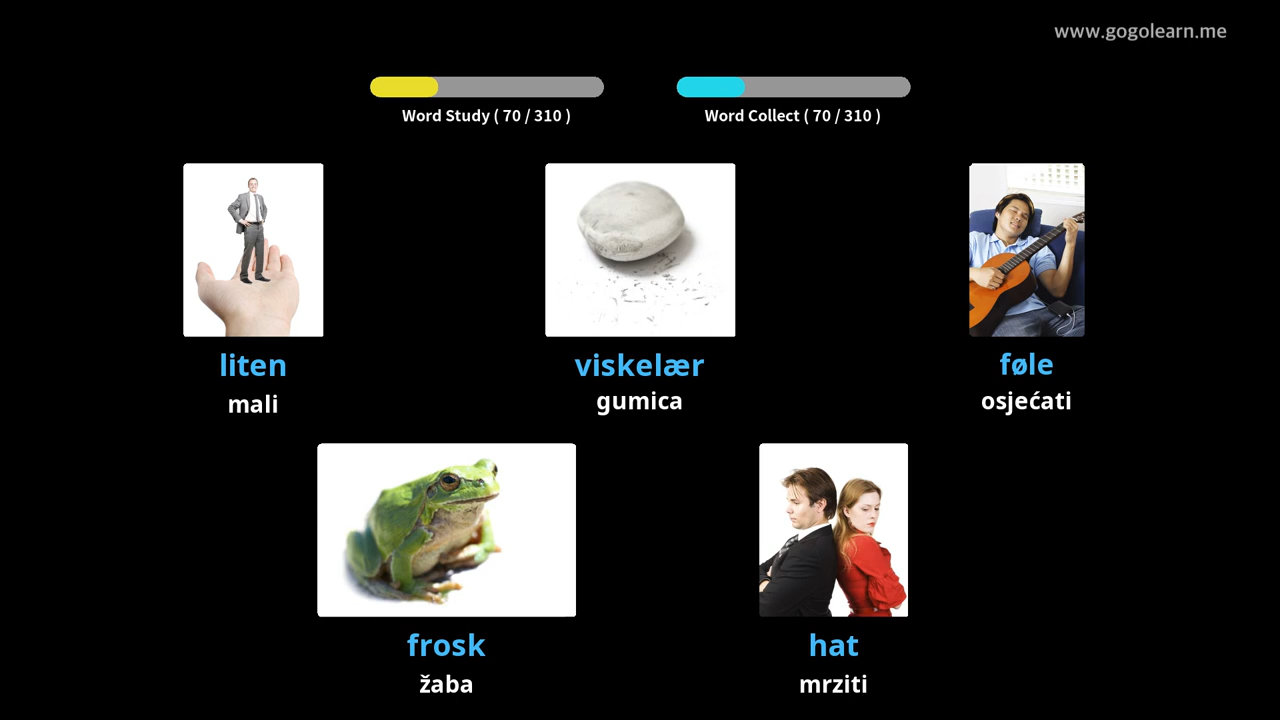 www.gogolearn.me
Word Study ( 70 / 310 )
Word Collect ( 70 / 310 )
liten
mali
viskelær
gumica
føle
osjećati
frosk
žaba
hat
mrziti